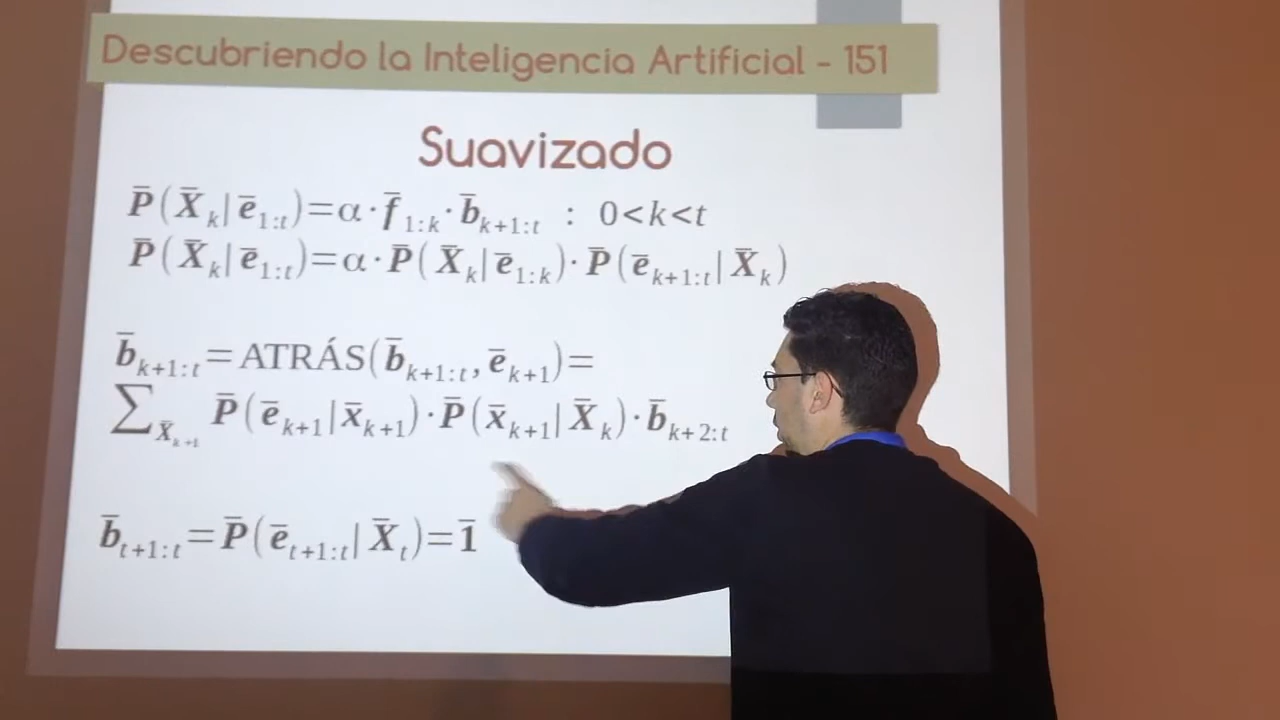 Descubriendo la Inteligencia Artificial - 151
Suavizado
P̄(X̄ₖ|ē₁:ₜ)=α·f̄₁:ₖ·b̄ₖ₊₁:ₜ : 0<k<t
P̄(X̄ₖ|ē₁:ₜ)=α·P̄(X̄ₖ|ē₁:ₖ)·P̄(ēₖ₊₁:ₜ|X̄ₖ)
b̄ₖ₊₁:ₜ=ATRÁS(b̄ₖ₊₁:ₜ,ēₖ₊₁)=
∑x̄ₖ₊₁ P̄(ēₖ₊₁|x̄ₖ₊₁)·P̄(x̄ₖ₊₁|X̄ₖ)·b̄ₖ₊₂:ₜ
b̄ₜ₊₁:ₜ=P̄(ēₜ₊₁:ₜ|X̄ₜ)=1̄